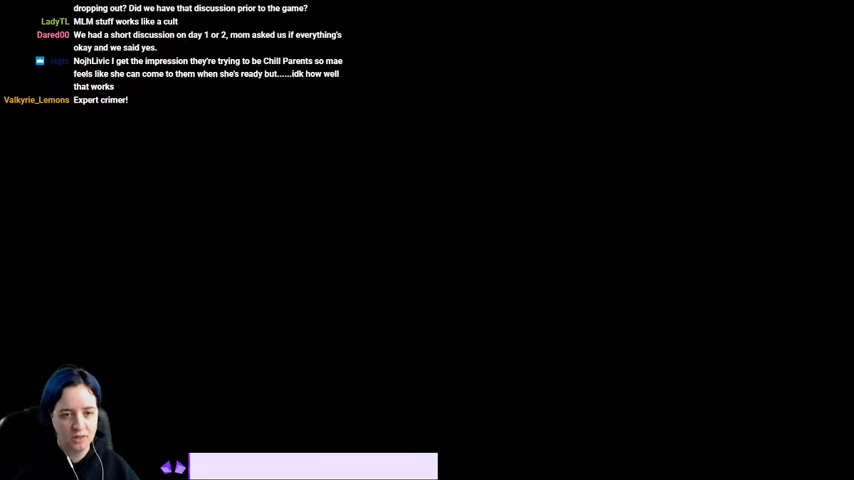 dropping out? Did we have that discussion prior to the game?
LadyTL MLM stuff works like a cult
Dared00 We had a short discussion on day 1 or 2, mom asked us if everything's
okay and we said yes.
NojhLivic I get the impression they're trying to be Chill Parents so mae
feels like she can come to them when she's ready but......idk how well
that works
Valkyrie_Lemons Expert crimer!